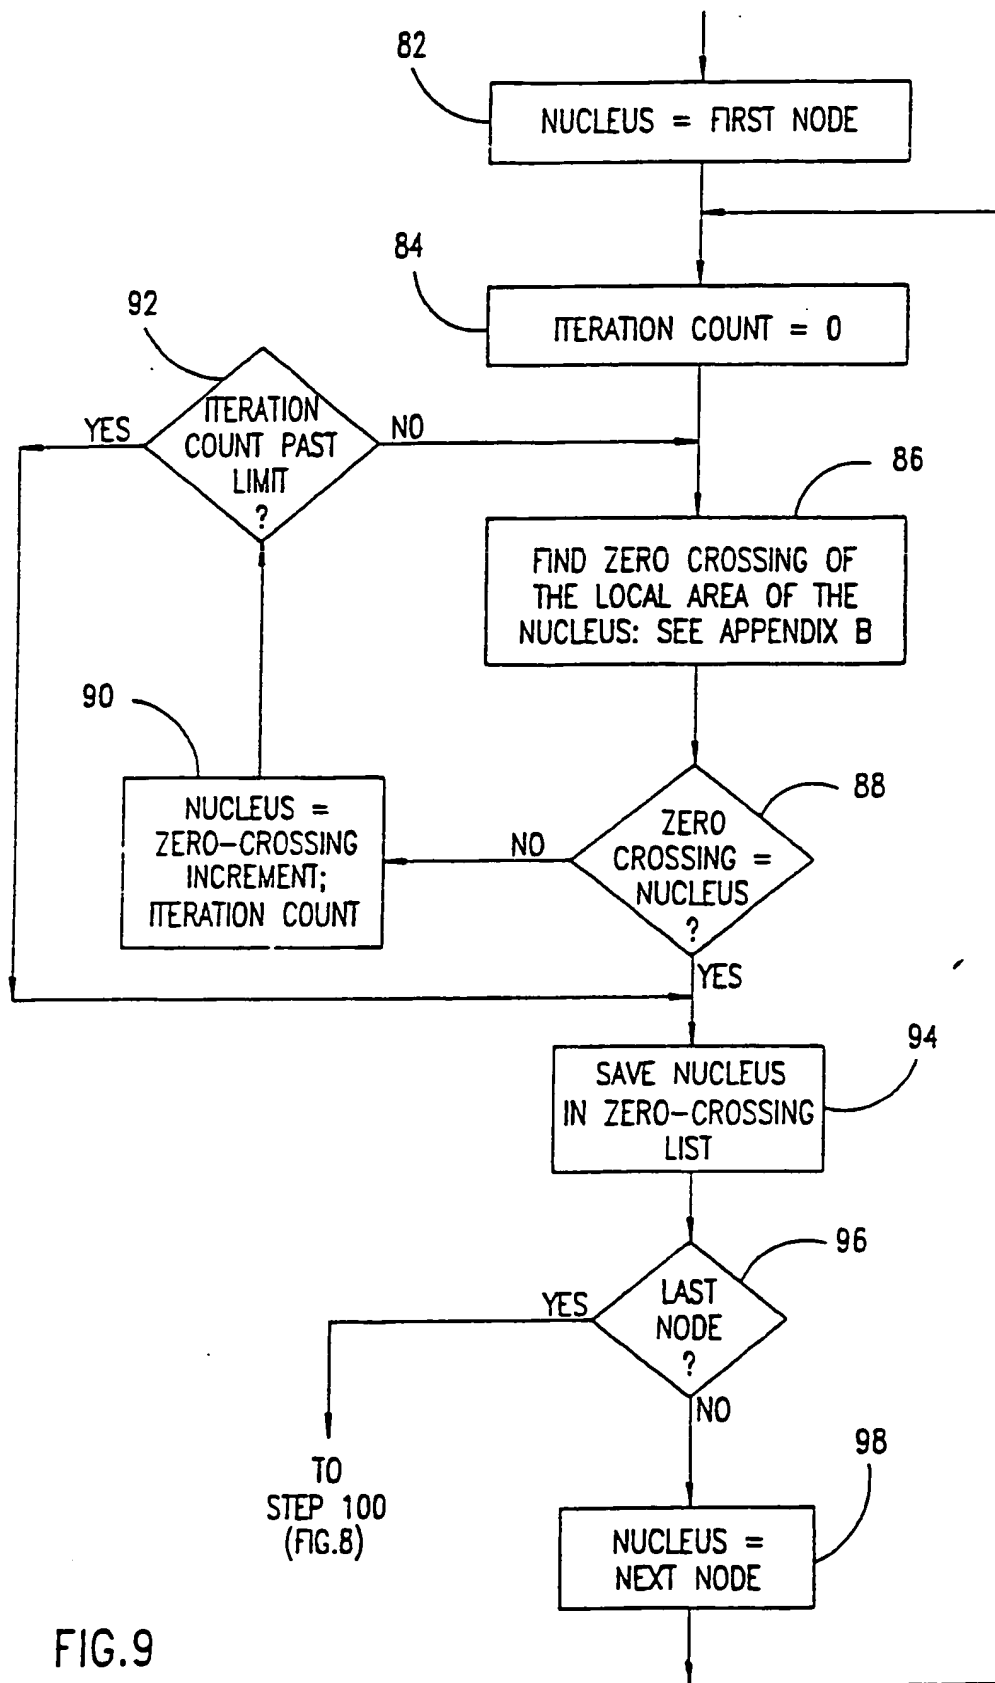 82
NUCLEUS = FIRST NODE
84
ITERATION COUNT = 0
92
ITERATION
COUNT PAST
LIMIT
?
YES
NO
86
FIND ZERO CROSSING OF
THE LOCAL AREA OF THE
NUCLEUS: SEE APPENDIX B
90
NUCLEUS =
ZERO-CROSSING
INCREMENT;
ITERATION COUNT
88
ZERO
CROSSING =
NUCLEUS
?
NO
YES
94
SAVE NUCLEUS
IN ZERO-CROSSING
LIST
96
LAST
NODE
?
YES
NO
TO
STEP 100
(FIG.8)
98
NUCLEUS =
NEXT NODE
FIG.9